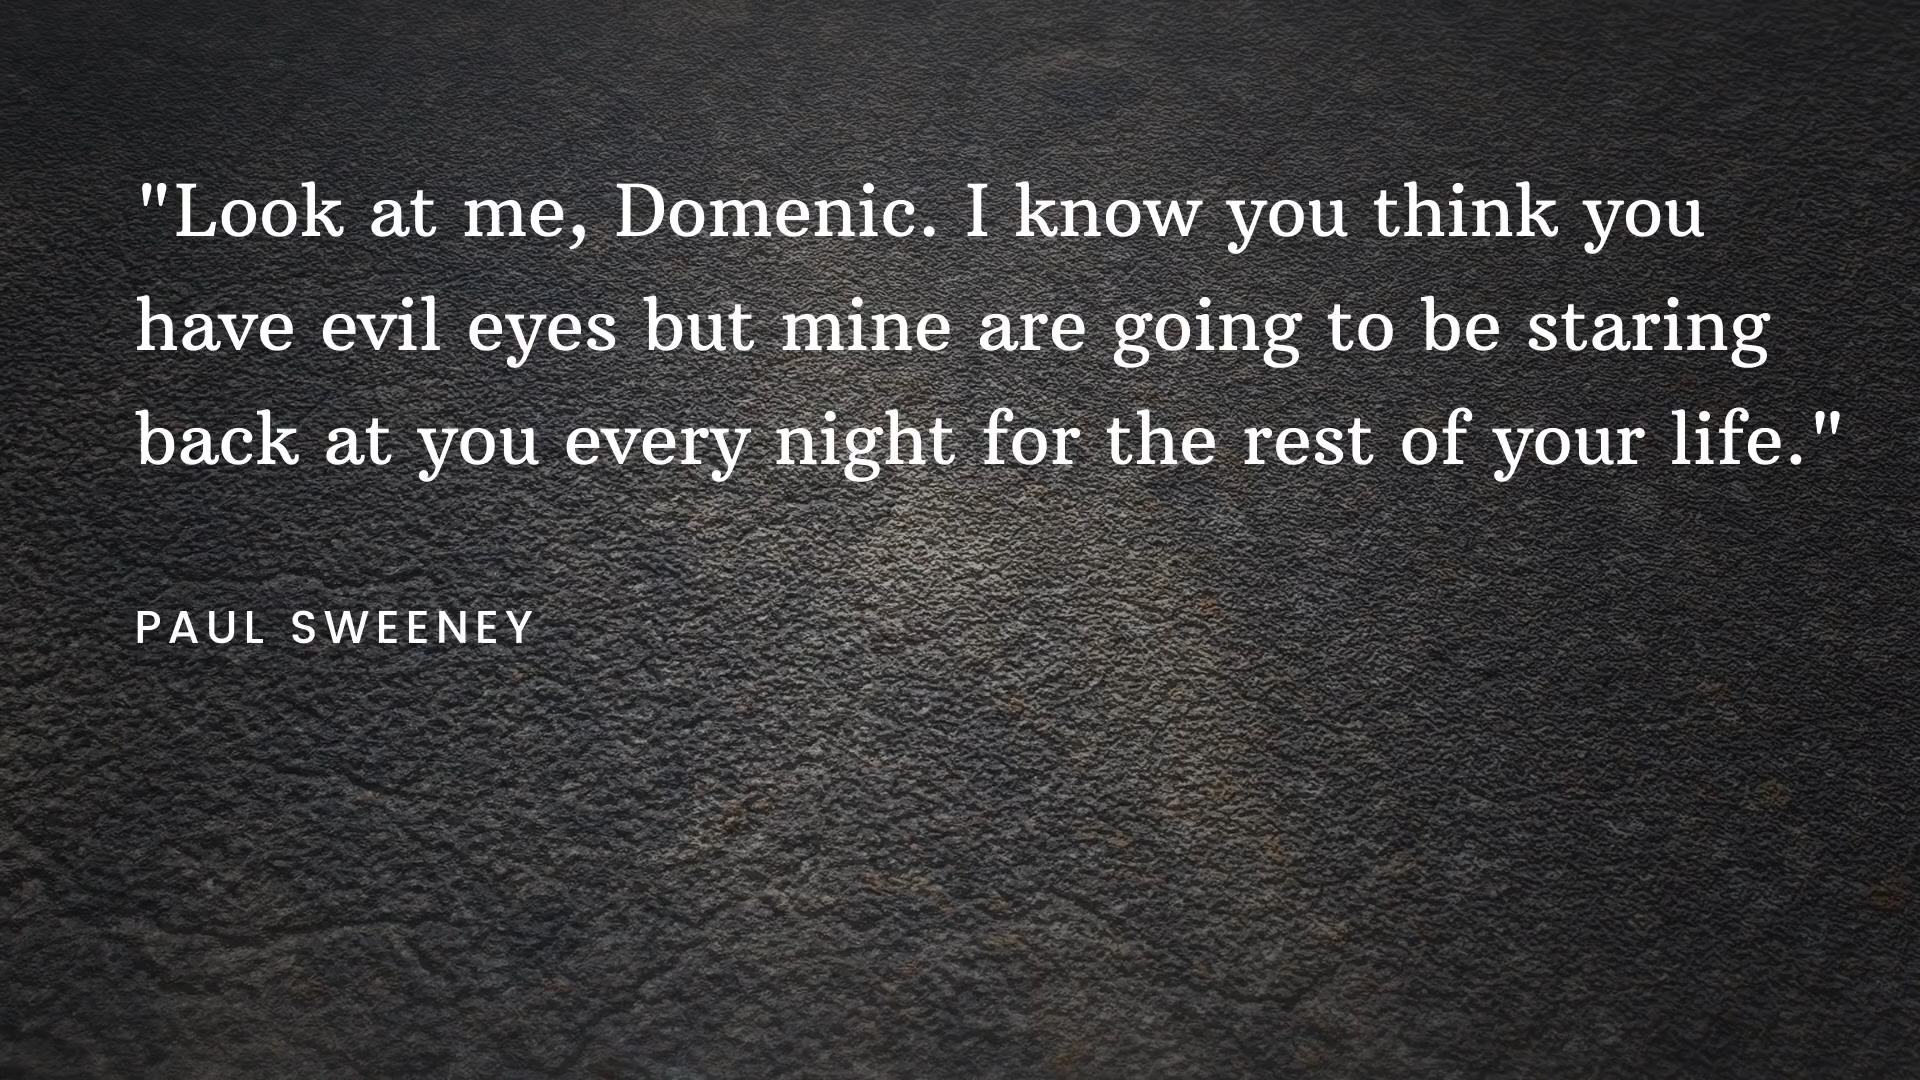 "Look at me, Domenic. I know you think you
have evil eyes but mine are going to be staring
back at you every night for the rest of your life."
PAUL SWEENEY